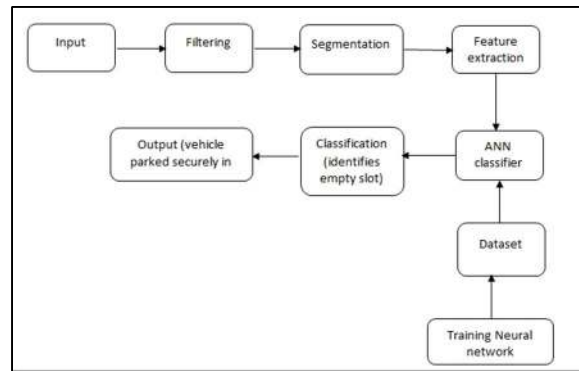 Input
Filtering
Segmentation
Feature
extraction
Output (vehicle
parked securely in
Classification
(identifies
empty slot)
ANN
classifier
Dataset
Training Neural
network